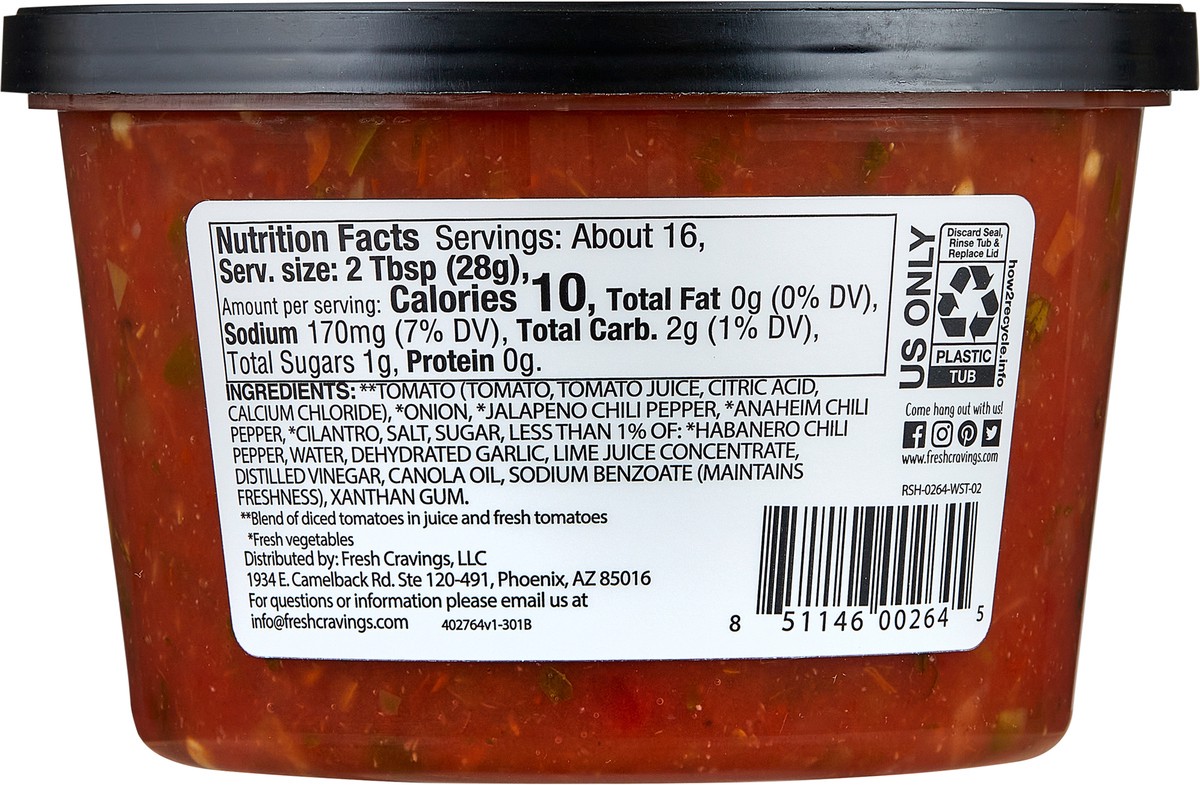 Nutrition Facts Servings: About 16,
Serv. size: 2 Tbsp (28g),
Amount per serving: Calories 10, Total Fat 0g (0% DV),
Sodium 170mg (7% DV), Total Carb. 2g (1% DV),
Total Sugars 1g, Protein 0g.
INGREDIENTS: **TOMATO (TOMATO, TOMATO JUICE, CITRIC ACID,
CALCIUM CHLORIDE), *ONION, *JALAPENO CHILI PEPPER, *ANAHEIM CHILI
PEPPER, *CILANTRO, SALT, SUGAR, LESS THAN 1% OF: *HABANERO CHILI
PEPPER, WATER, DEHYDRATED GARLIC, LIME JUICE CONCENTRATE,
DISTILLED VINEGAR, CANOLA OIL, SODIUM BENZOATE (MAINTAINS
FRESHNESS), XANTHAN GUM.
**Blend of diced tomatoes in juice and fresh tomatoes
*Fresh vegetables
Distributed by: Fresh Cravings, LLC
1934 E. Camelback Rd. Ste 120-491, Phoenix, AZ 85016
For questions or information please email us at
info@freshcravings.com 402764v1-301B
US ONLY
Discard Seal,
Rinse Tub &
Replace Lid
PLASTIC
TUB
how2recycle.info
Come hang out with us!
www.freshcravings.com
RSH-0264-WST-02
8 51146 00264 5